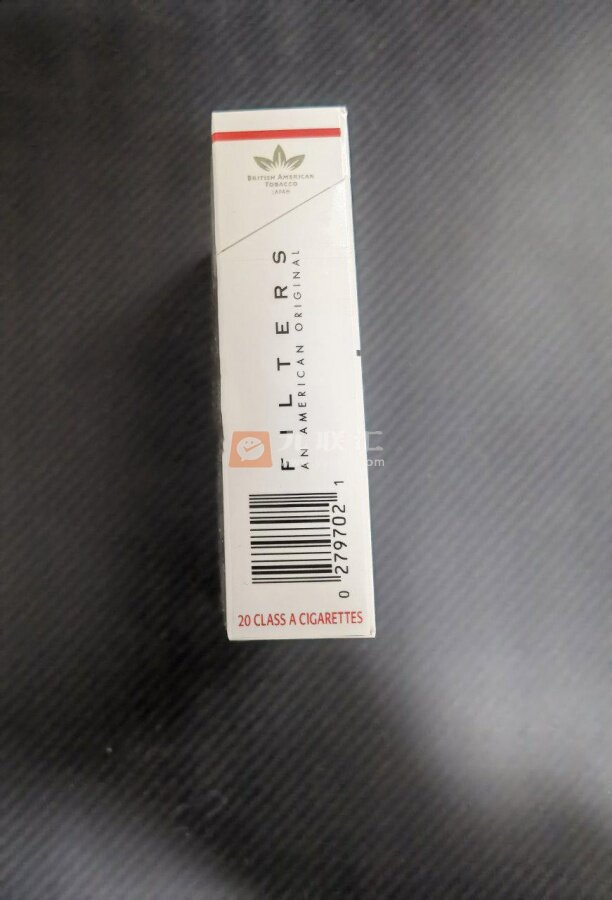 BRITISH AMERICAN
TOBACCO
JAPAN
FILTERS
AN AMERICAN ORIGINAL
0 279702 1
20 CLASS A CIGARETTES